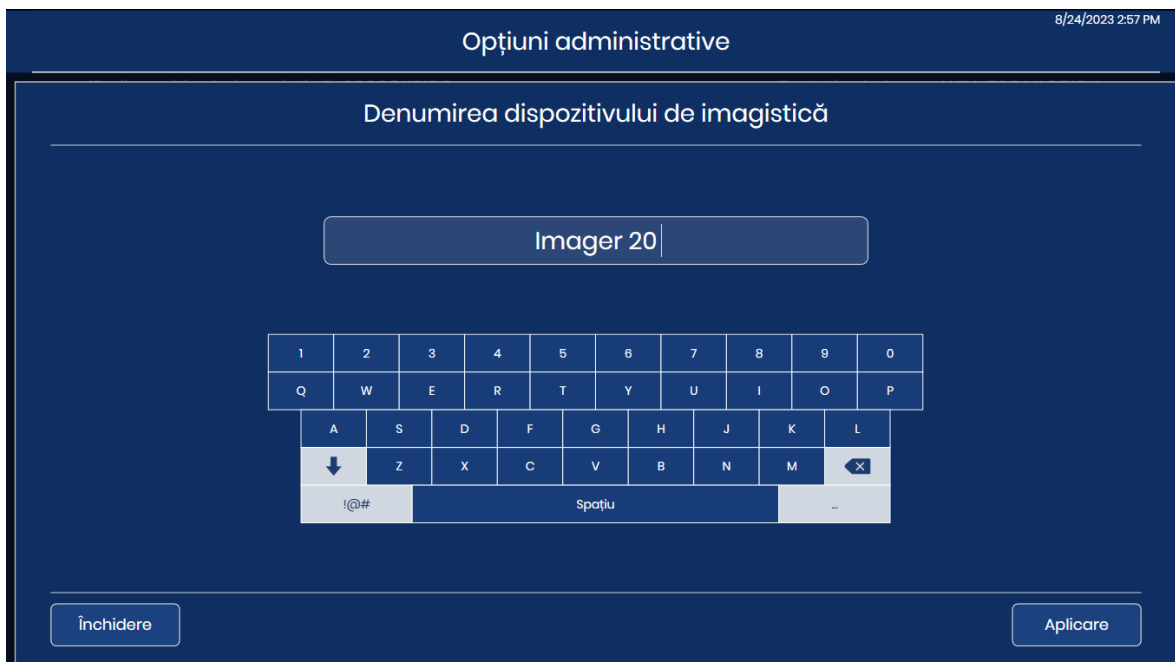 8/24/2023 2:57 PM
Opțiuni administrative
Denumirea dispozitivului de imagistică
Imager 20
1 2 3 4 5 6 7 8 9 0
Q W E R T Y U I O P
A S D F G H J K L
Z X C V B N M
!@# Spațiu ...
Închidere Aplicare